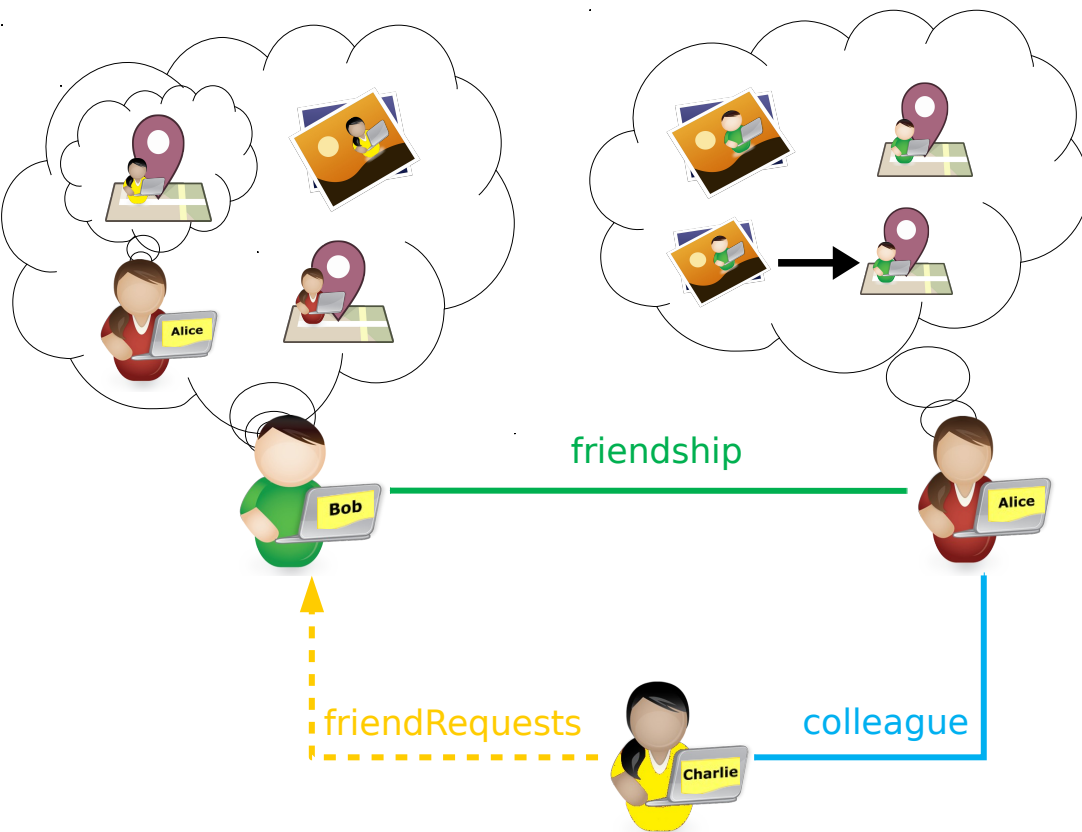 Alice
friendship
Bob
Alice
friendRequests
colleague
Charlie